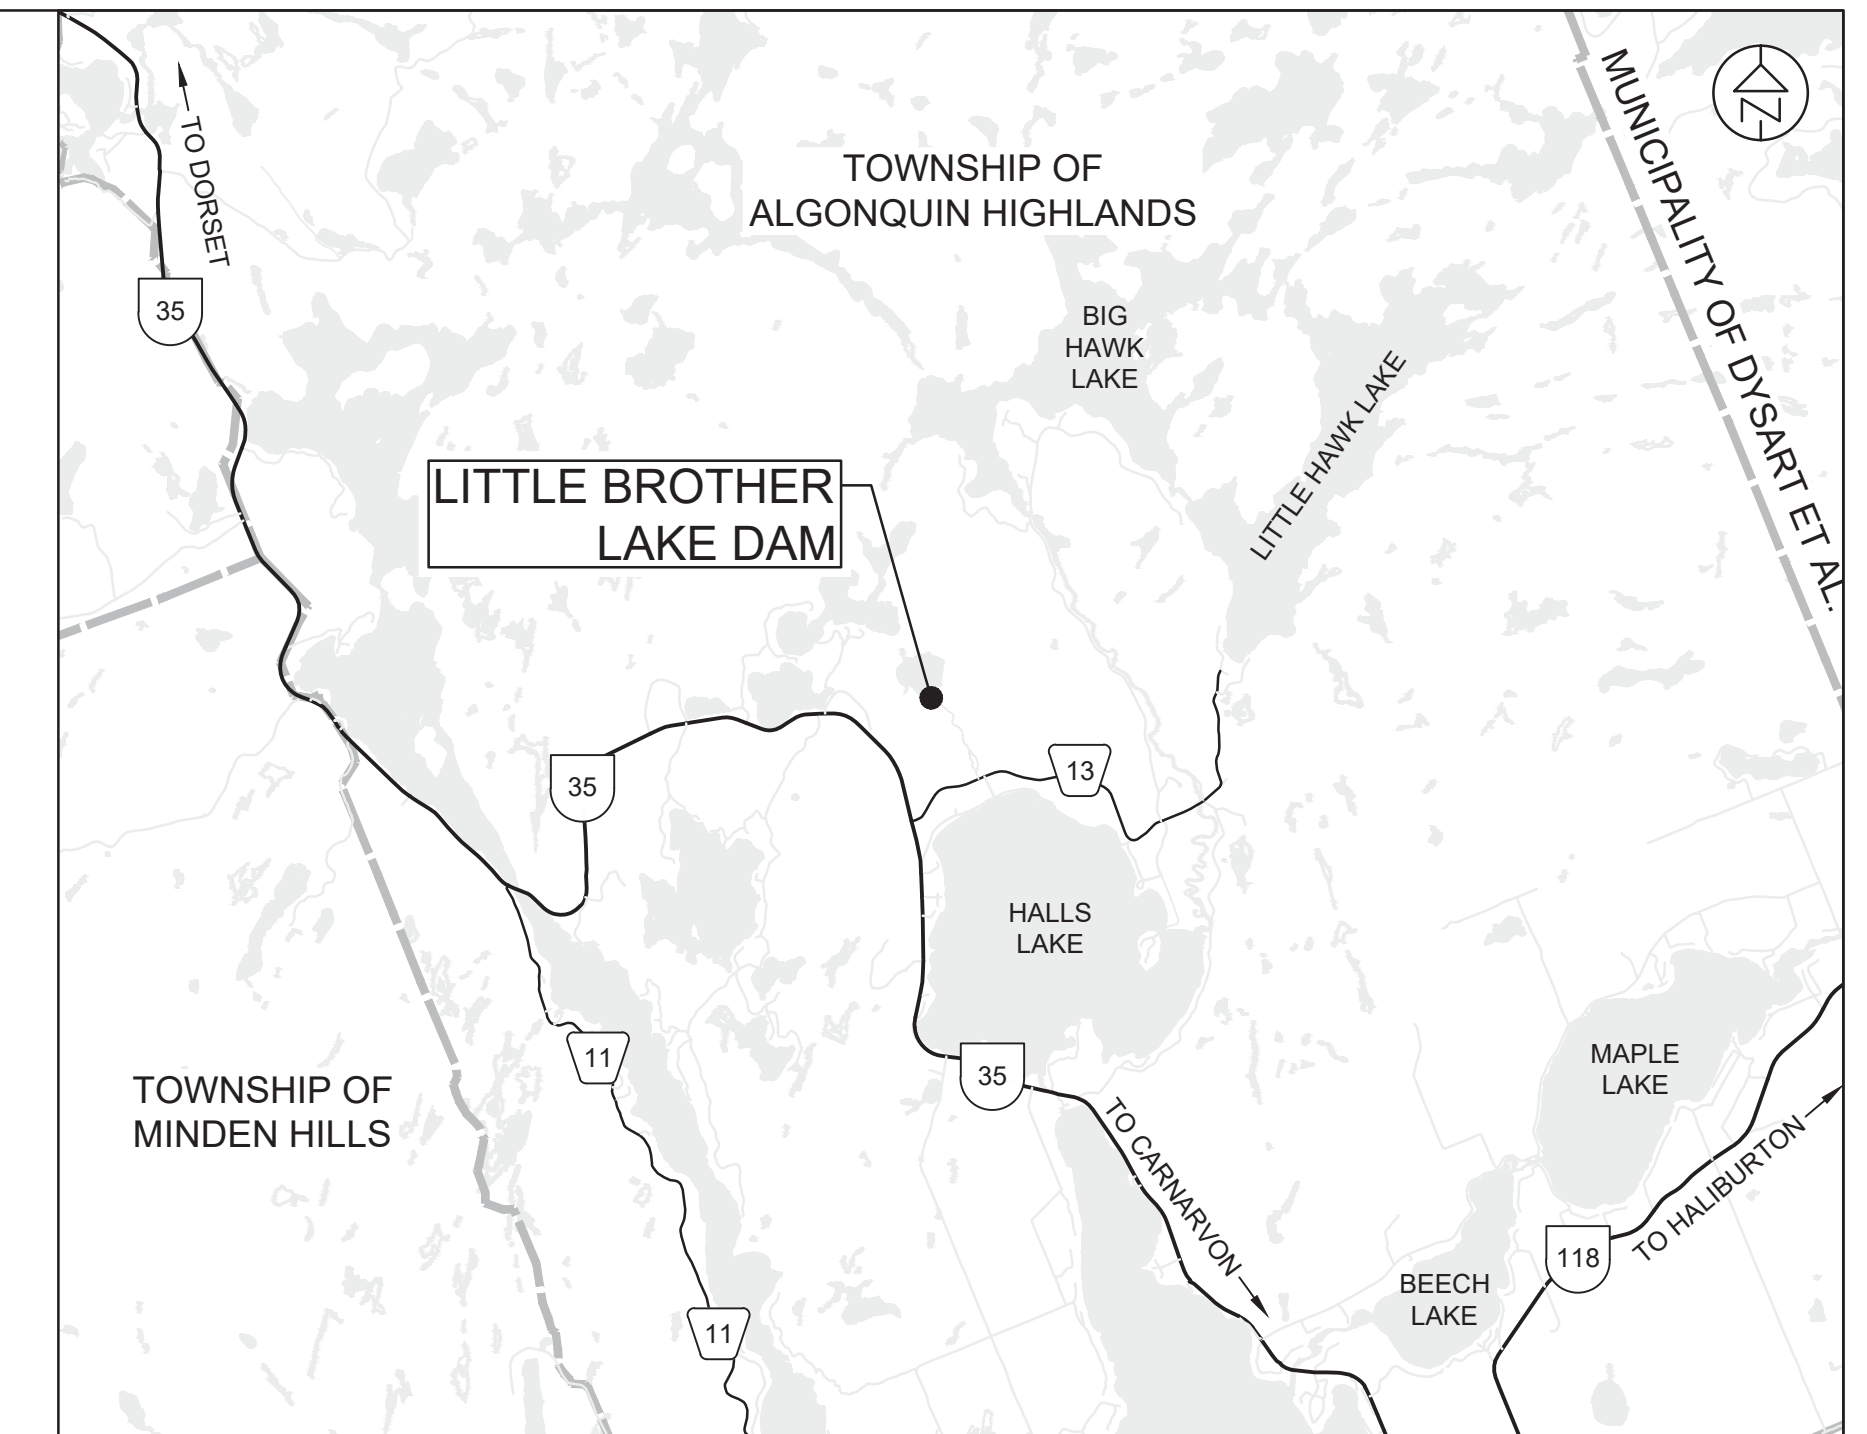 MUNICIPALITY OF DYSART ET AL.
N
TO DORSET
TOWNSHIP OF
ALGONQUIN HIGHLANDS
35
BIG
HAWK
LAKE
LITTLE HAWK LAKE
LITTLE BROTHER
LAKE DAM
35
13
HALLS
LAKE
11
35
MAPLE
LAKE
TOWNSHIP OF
MINDEN HILLS
TO CARNARVON
TO HALIBURTON
118
BEECH
LAKE
11